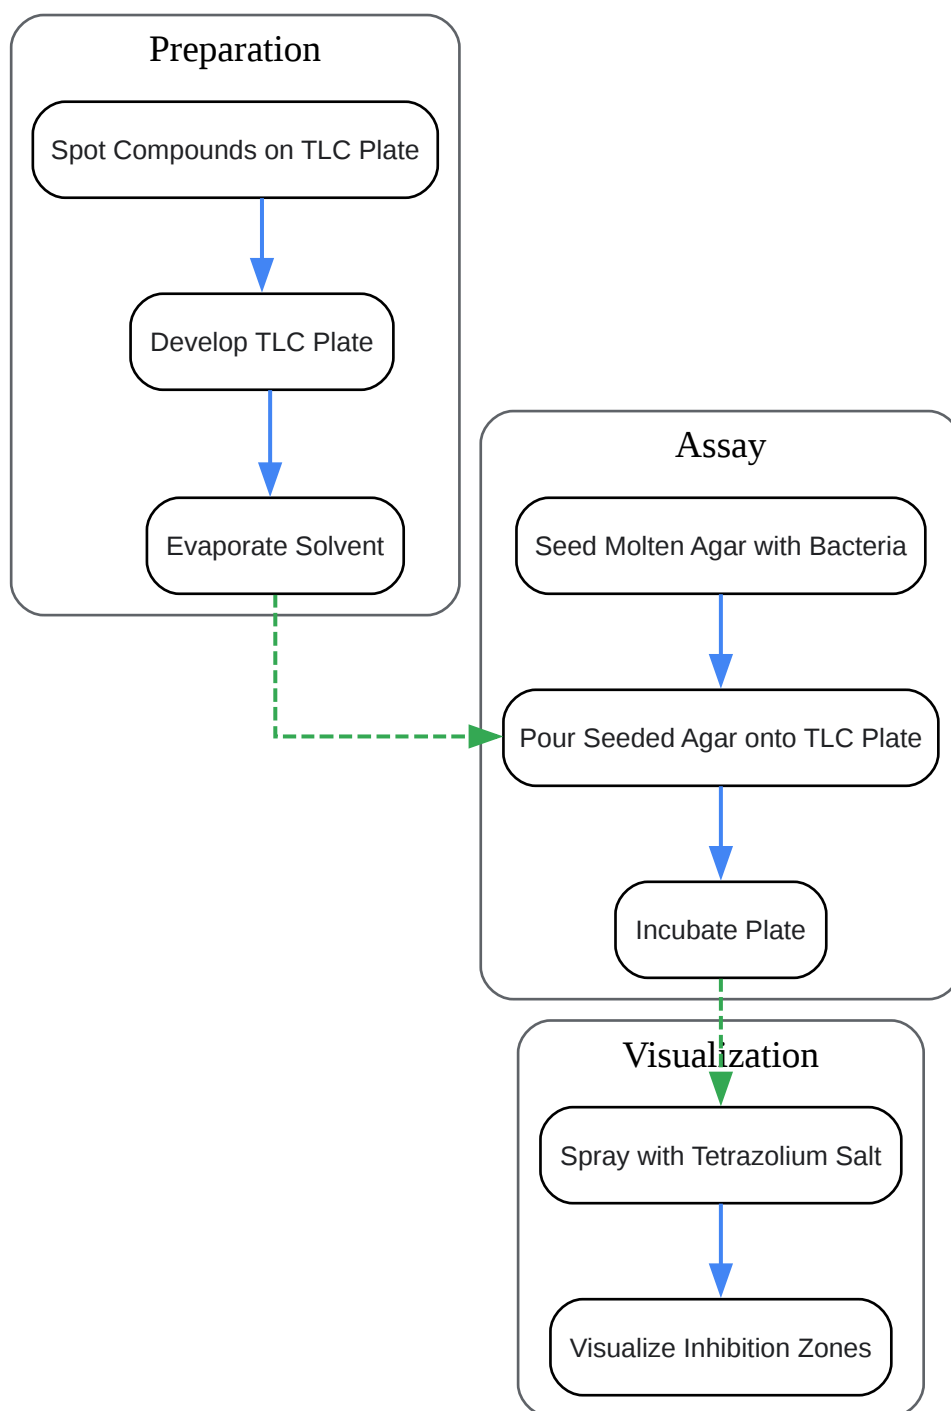 Preparation
Spot Compounds on TLC Plate
Develop TLC Plate
Evaporate Solvent
Assay
Seed Molten Agar with Bacteria
Pour Seeded Agar onto TLC Plate
Incubate Plate
Visualization
Spray with Tetrazolium Salt
Visualize Inhibition Zones